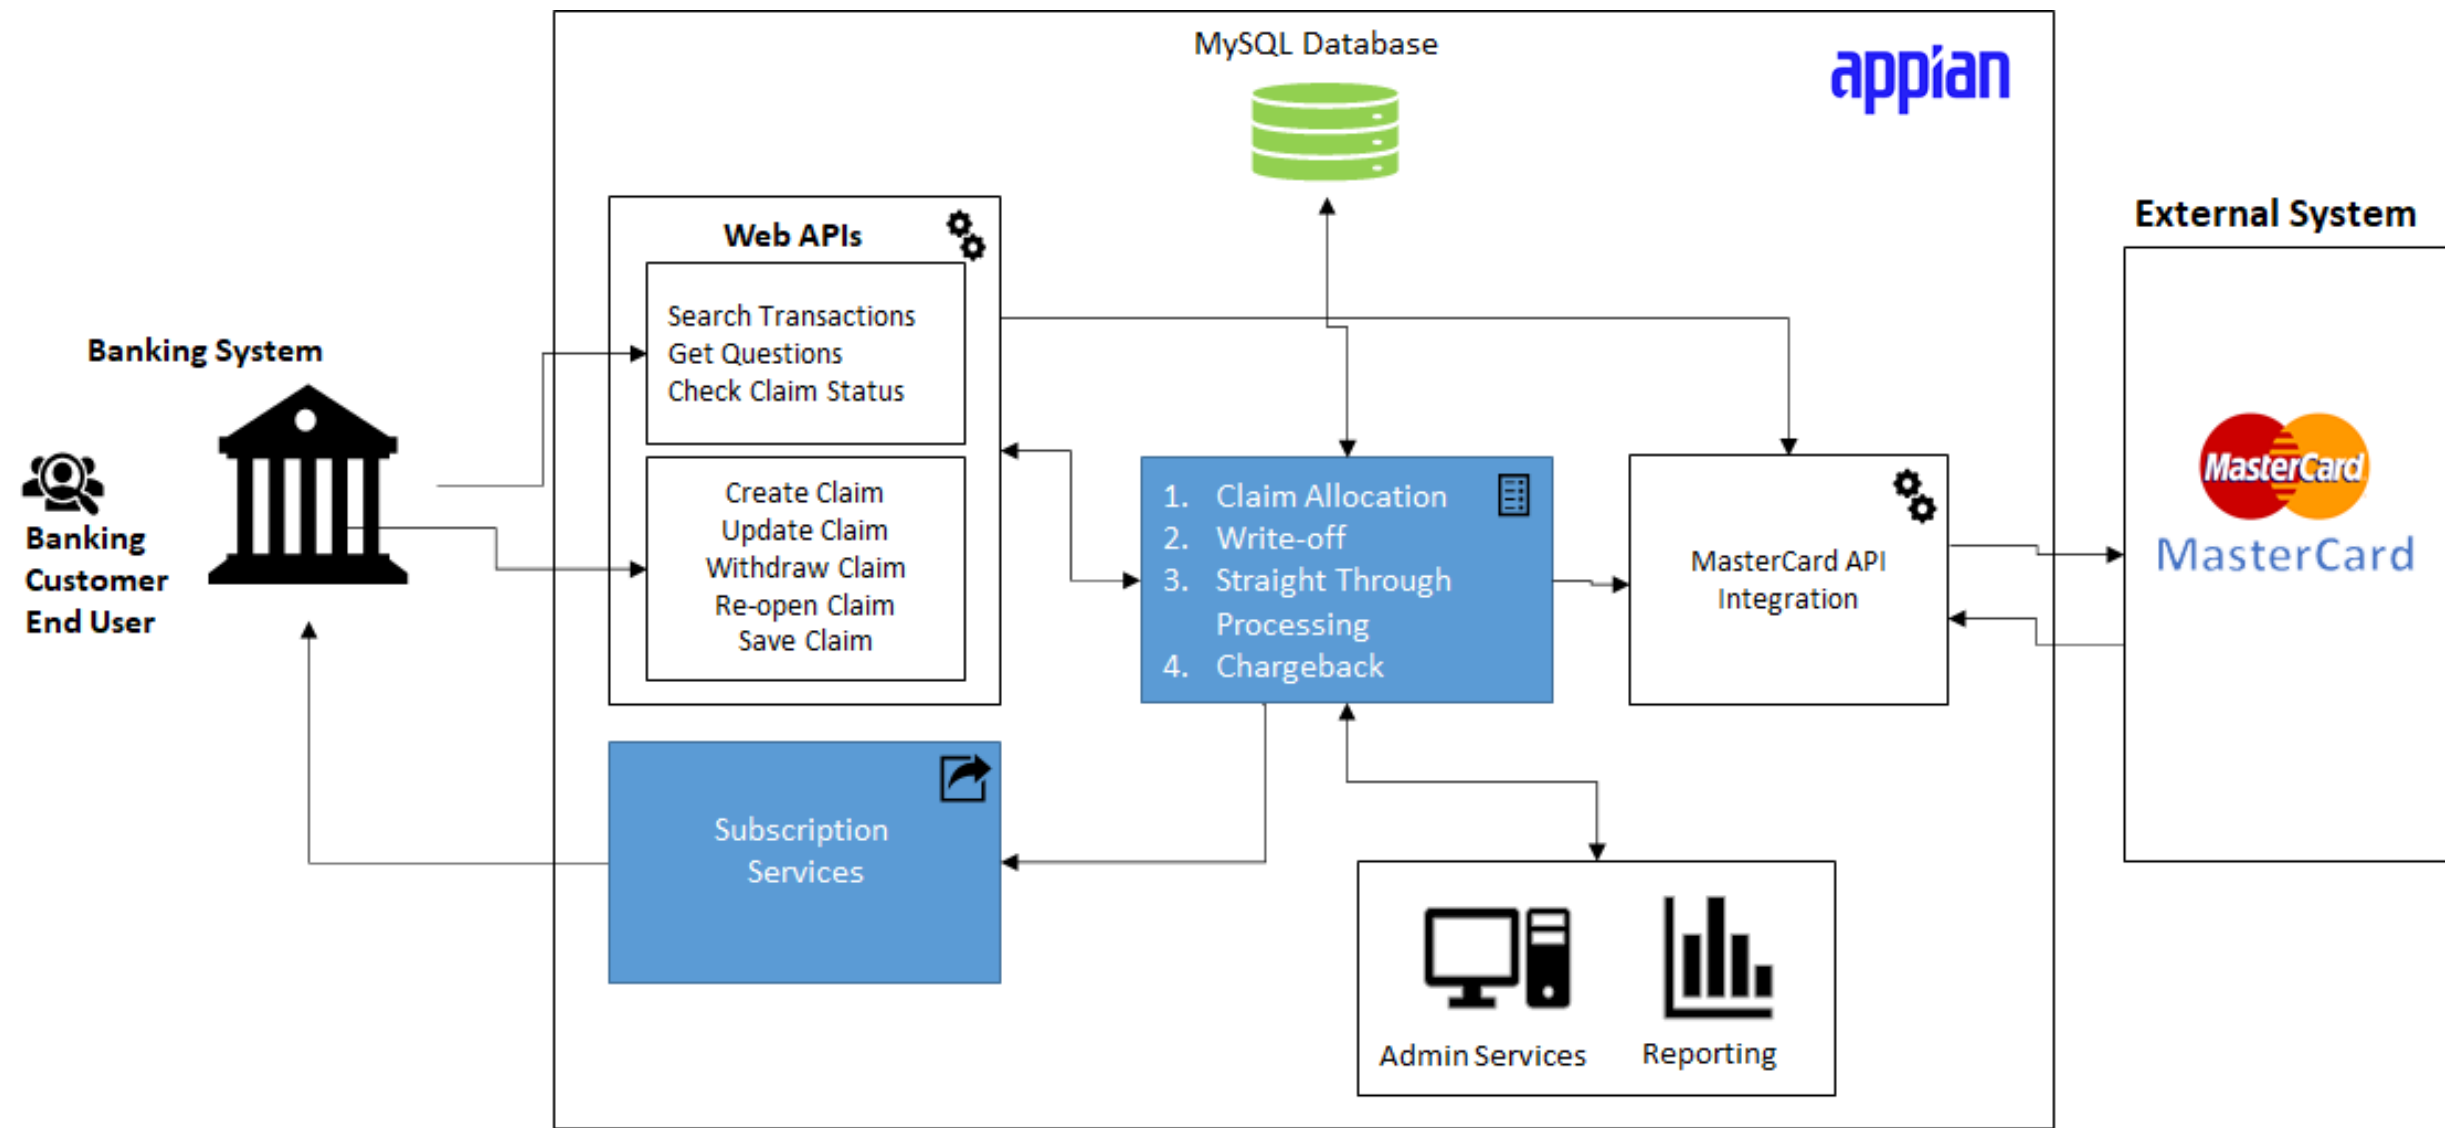 MySQL Database
appian
External System
Web APIs
Search Transactions
Get Questions
Check Claim Status
Banking System
Banking
Customer
End User
Create Claim
Update Claim
Withdraw Claim
Re-open Claim
Save Claim
1. Claim Allocation
2. Write-off
3. Straight Through
Processing
4. Chargeback
MasterCard API
Integration
MasterCard
MasterCard
Subscription
Services
Admin Services
Reporting